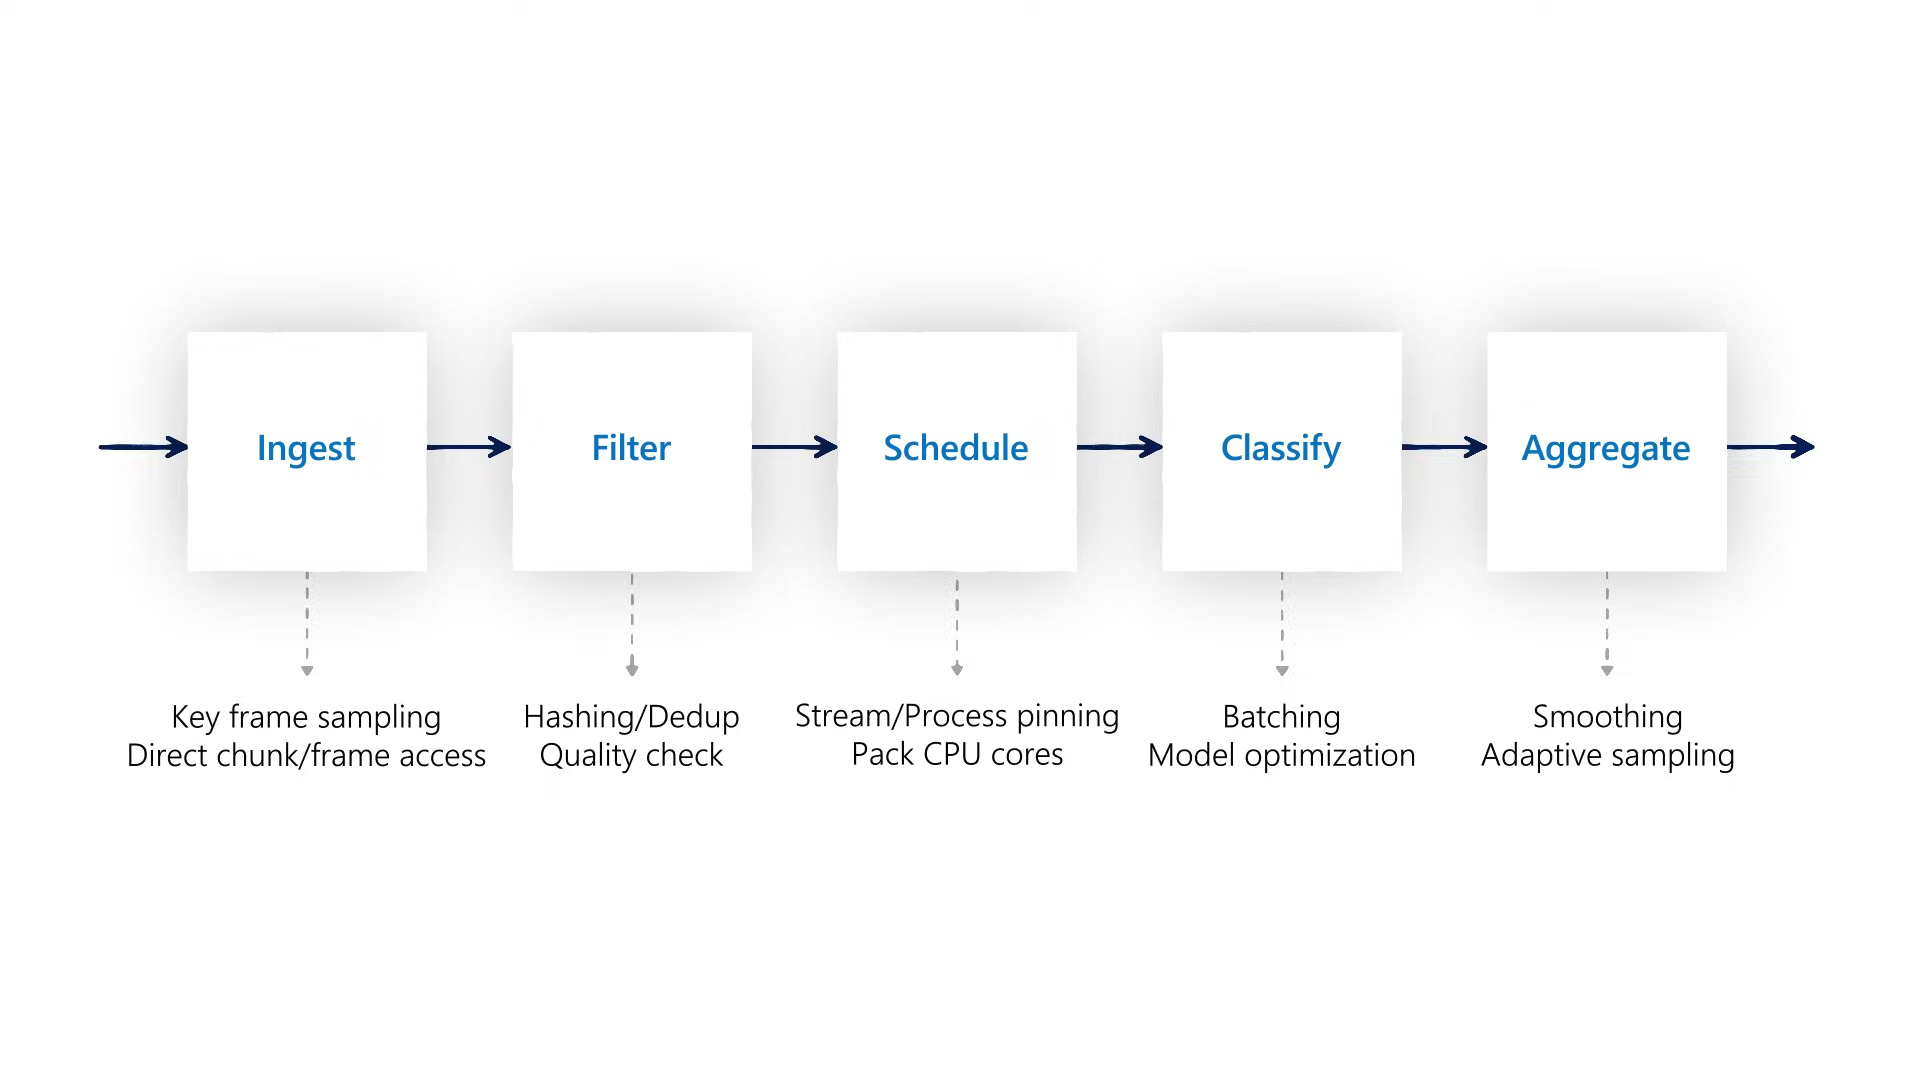 Ingest
Filter
Schedule
Classify
Aggregate
Key frame sampling
Direct chunk/frame access
Hashing/Dedup
Quality check
Stream/Process pinning
Pack CPU cores
Batching
Model optimization
Smoothing
Adaptive sampling